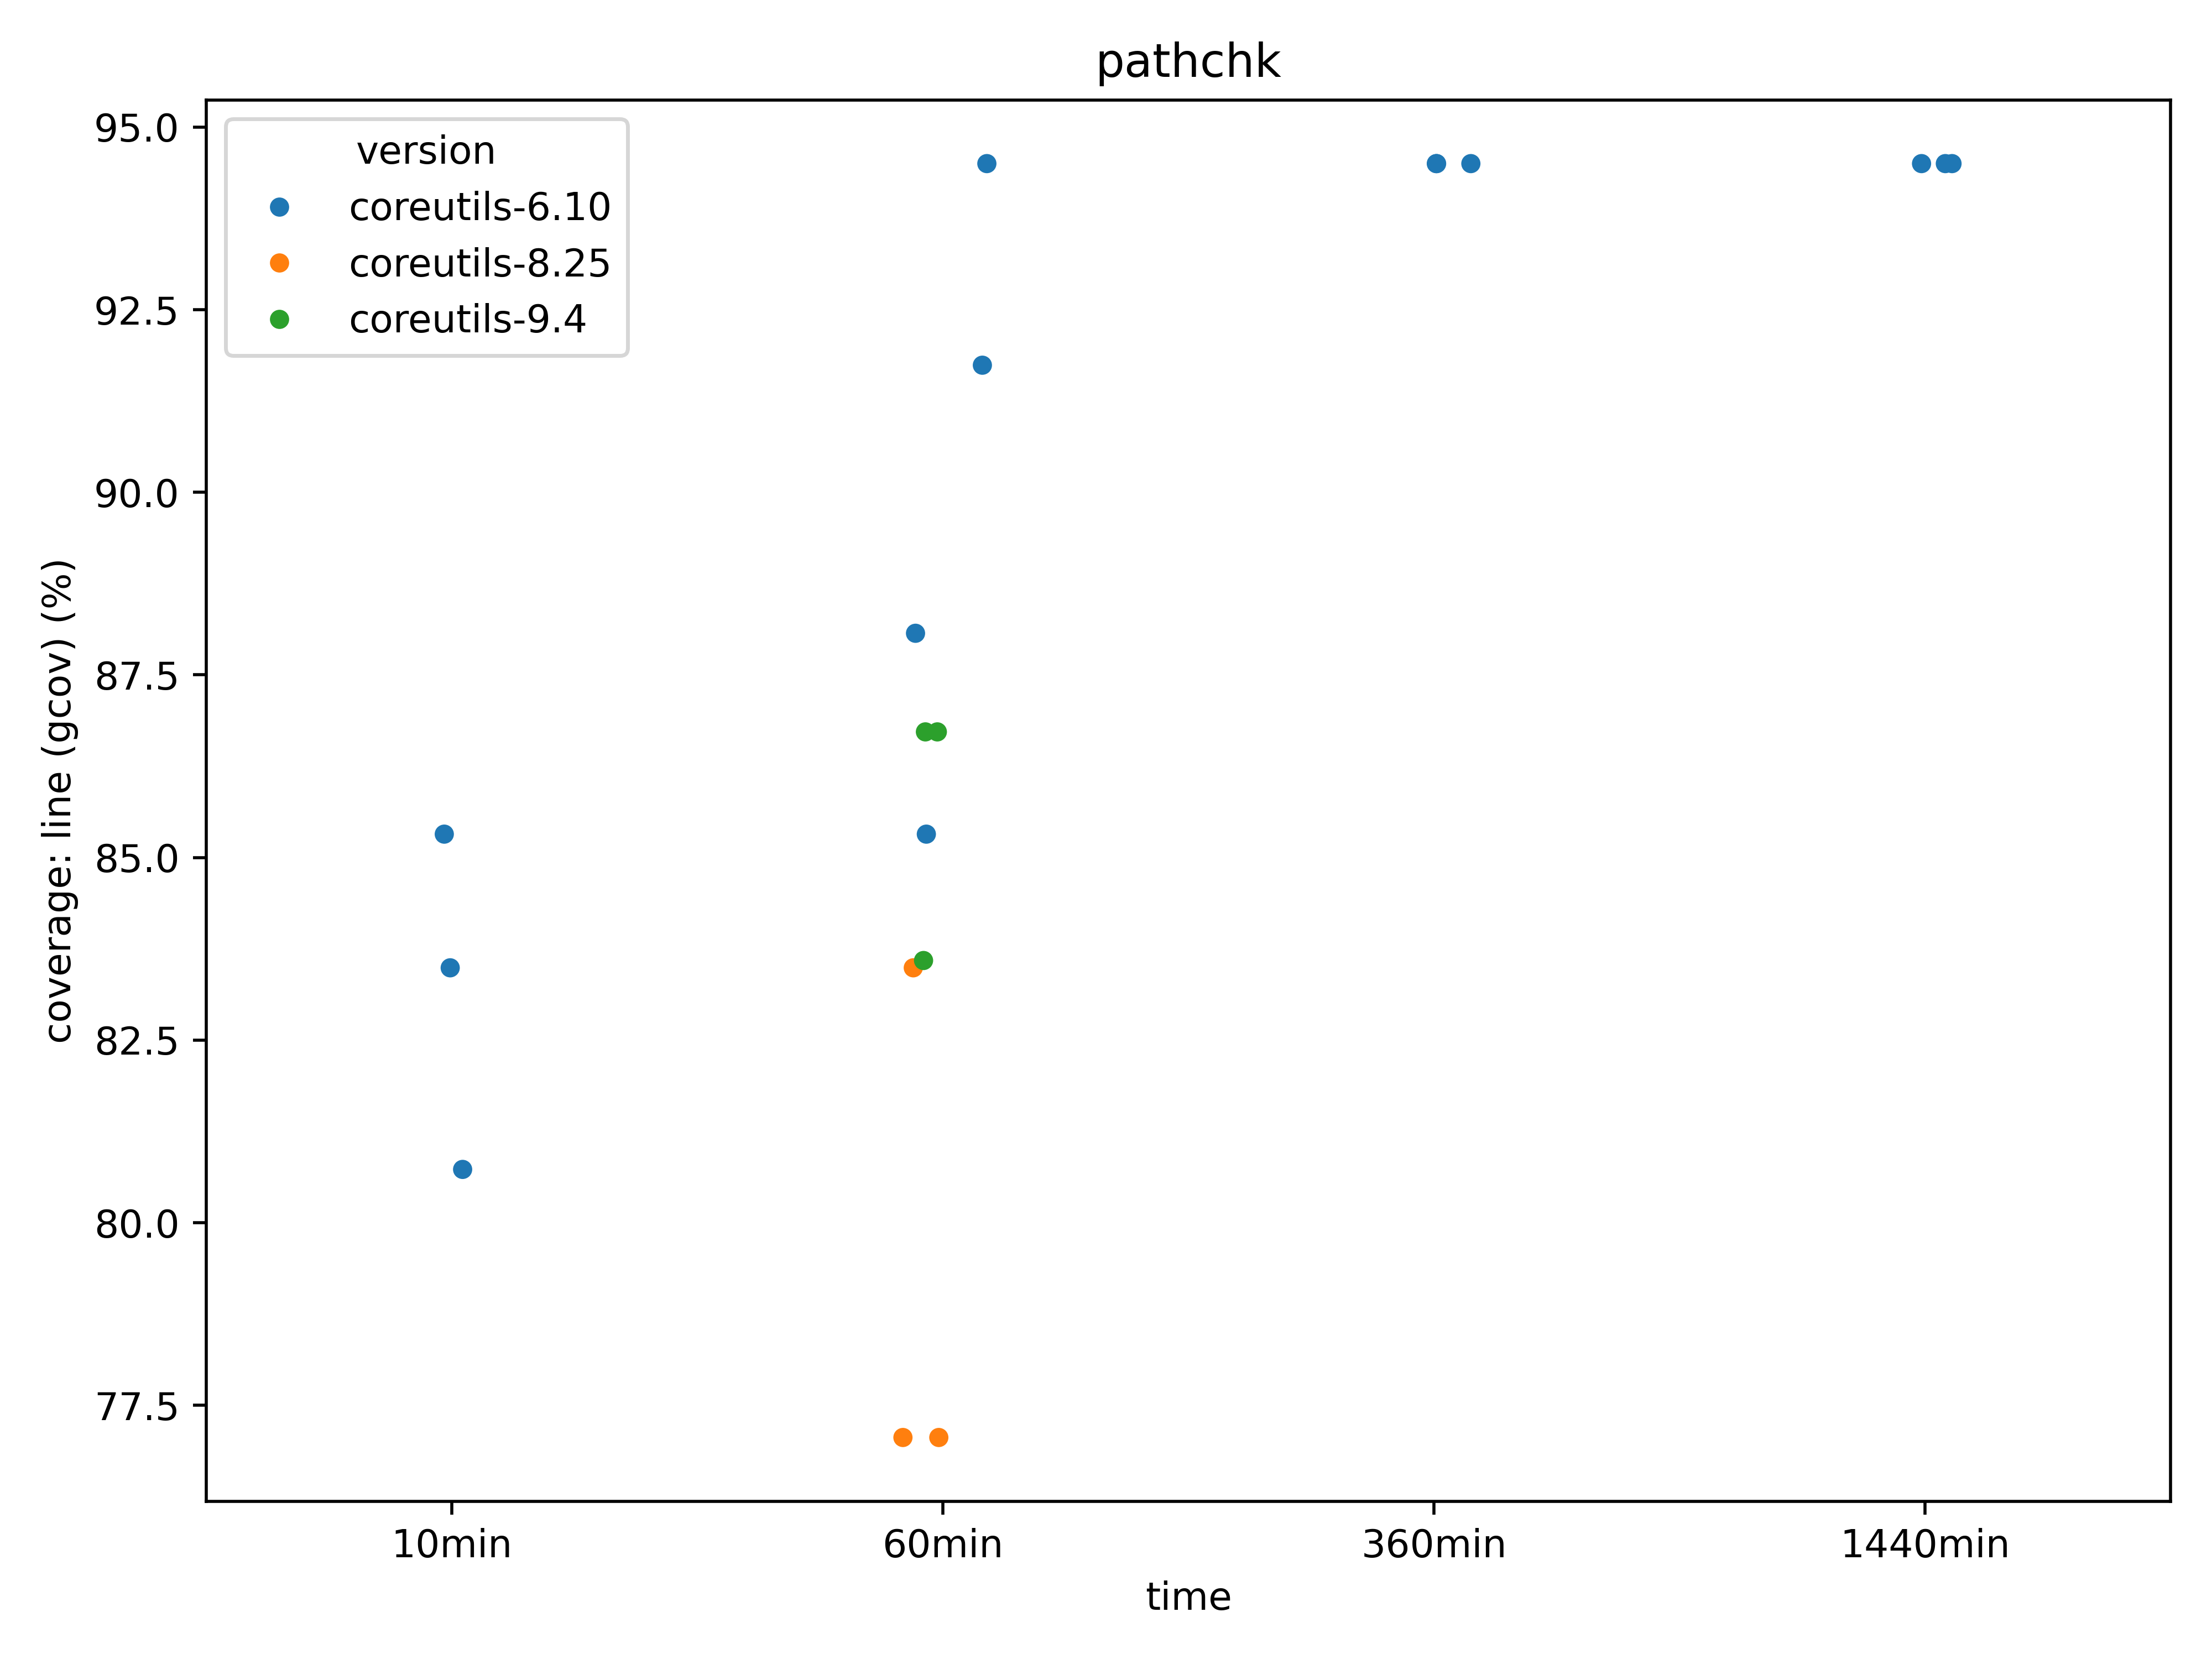 pathchk
version
coreutils-6.10
coreutils-8.25
coreutils-9.4
coverage: line (gcov) (%)
95.0
92.5
90.0
87.5
85.0
82.5
80.0
77.5
10min
60min
360min
1440min
time